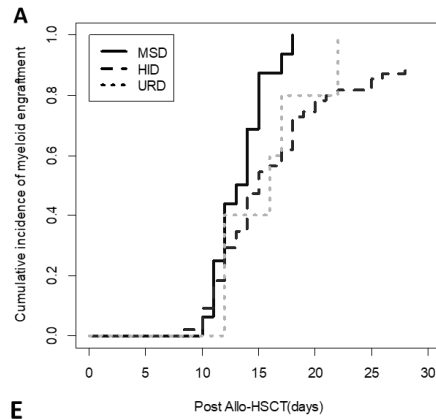 A
MSD
HID
URD
Cumulative incidence of myeloid engraftment
1.0
0.8
0.6
0.4
0.2
0.0
0 5 10 15 20 25 30
Post Allo-HSCT(days)
E